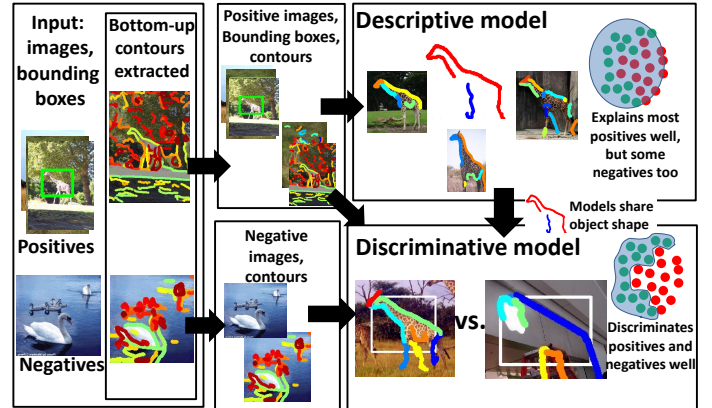 Input:
images,
bounding
boxes
Bottom-up
contours
extracted
Positives
Negatives
Positive images,
Bounding boxes,
contours
Negative
images,
contours
Descriptive model
Explains most
positives well,
but some
negatives too
Models share
object shape
Discriminative model
vs.
Discriminates
positives and
negatives well